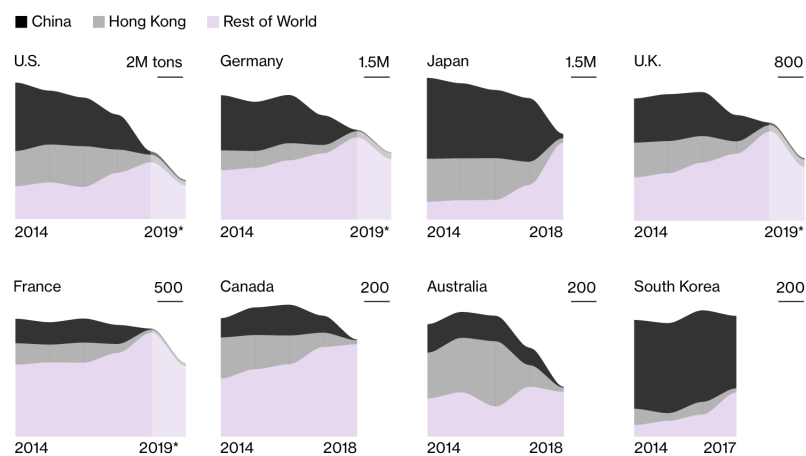 China Hong Kong Rest of World
U.S. 2M tons Germany 1.5M Japan 1.5M U.K. 800
2014 2019* 2014 2019* 2014 2018 2014 2019*
France 500 Canada 200 Australia 200 South Korea 200
2014 2019* 2014 2018 2014 2018 2014 2017